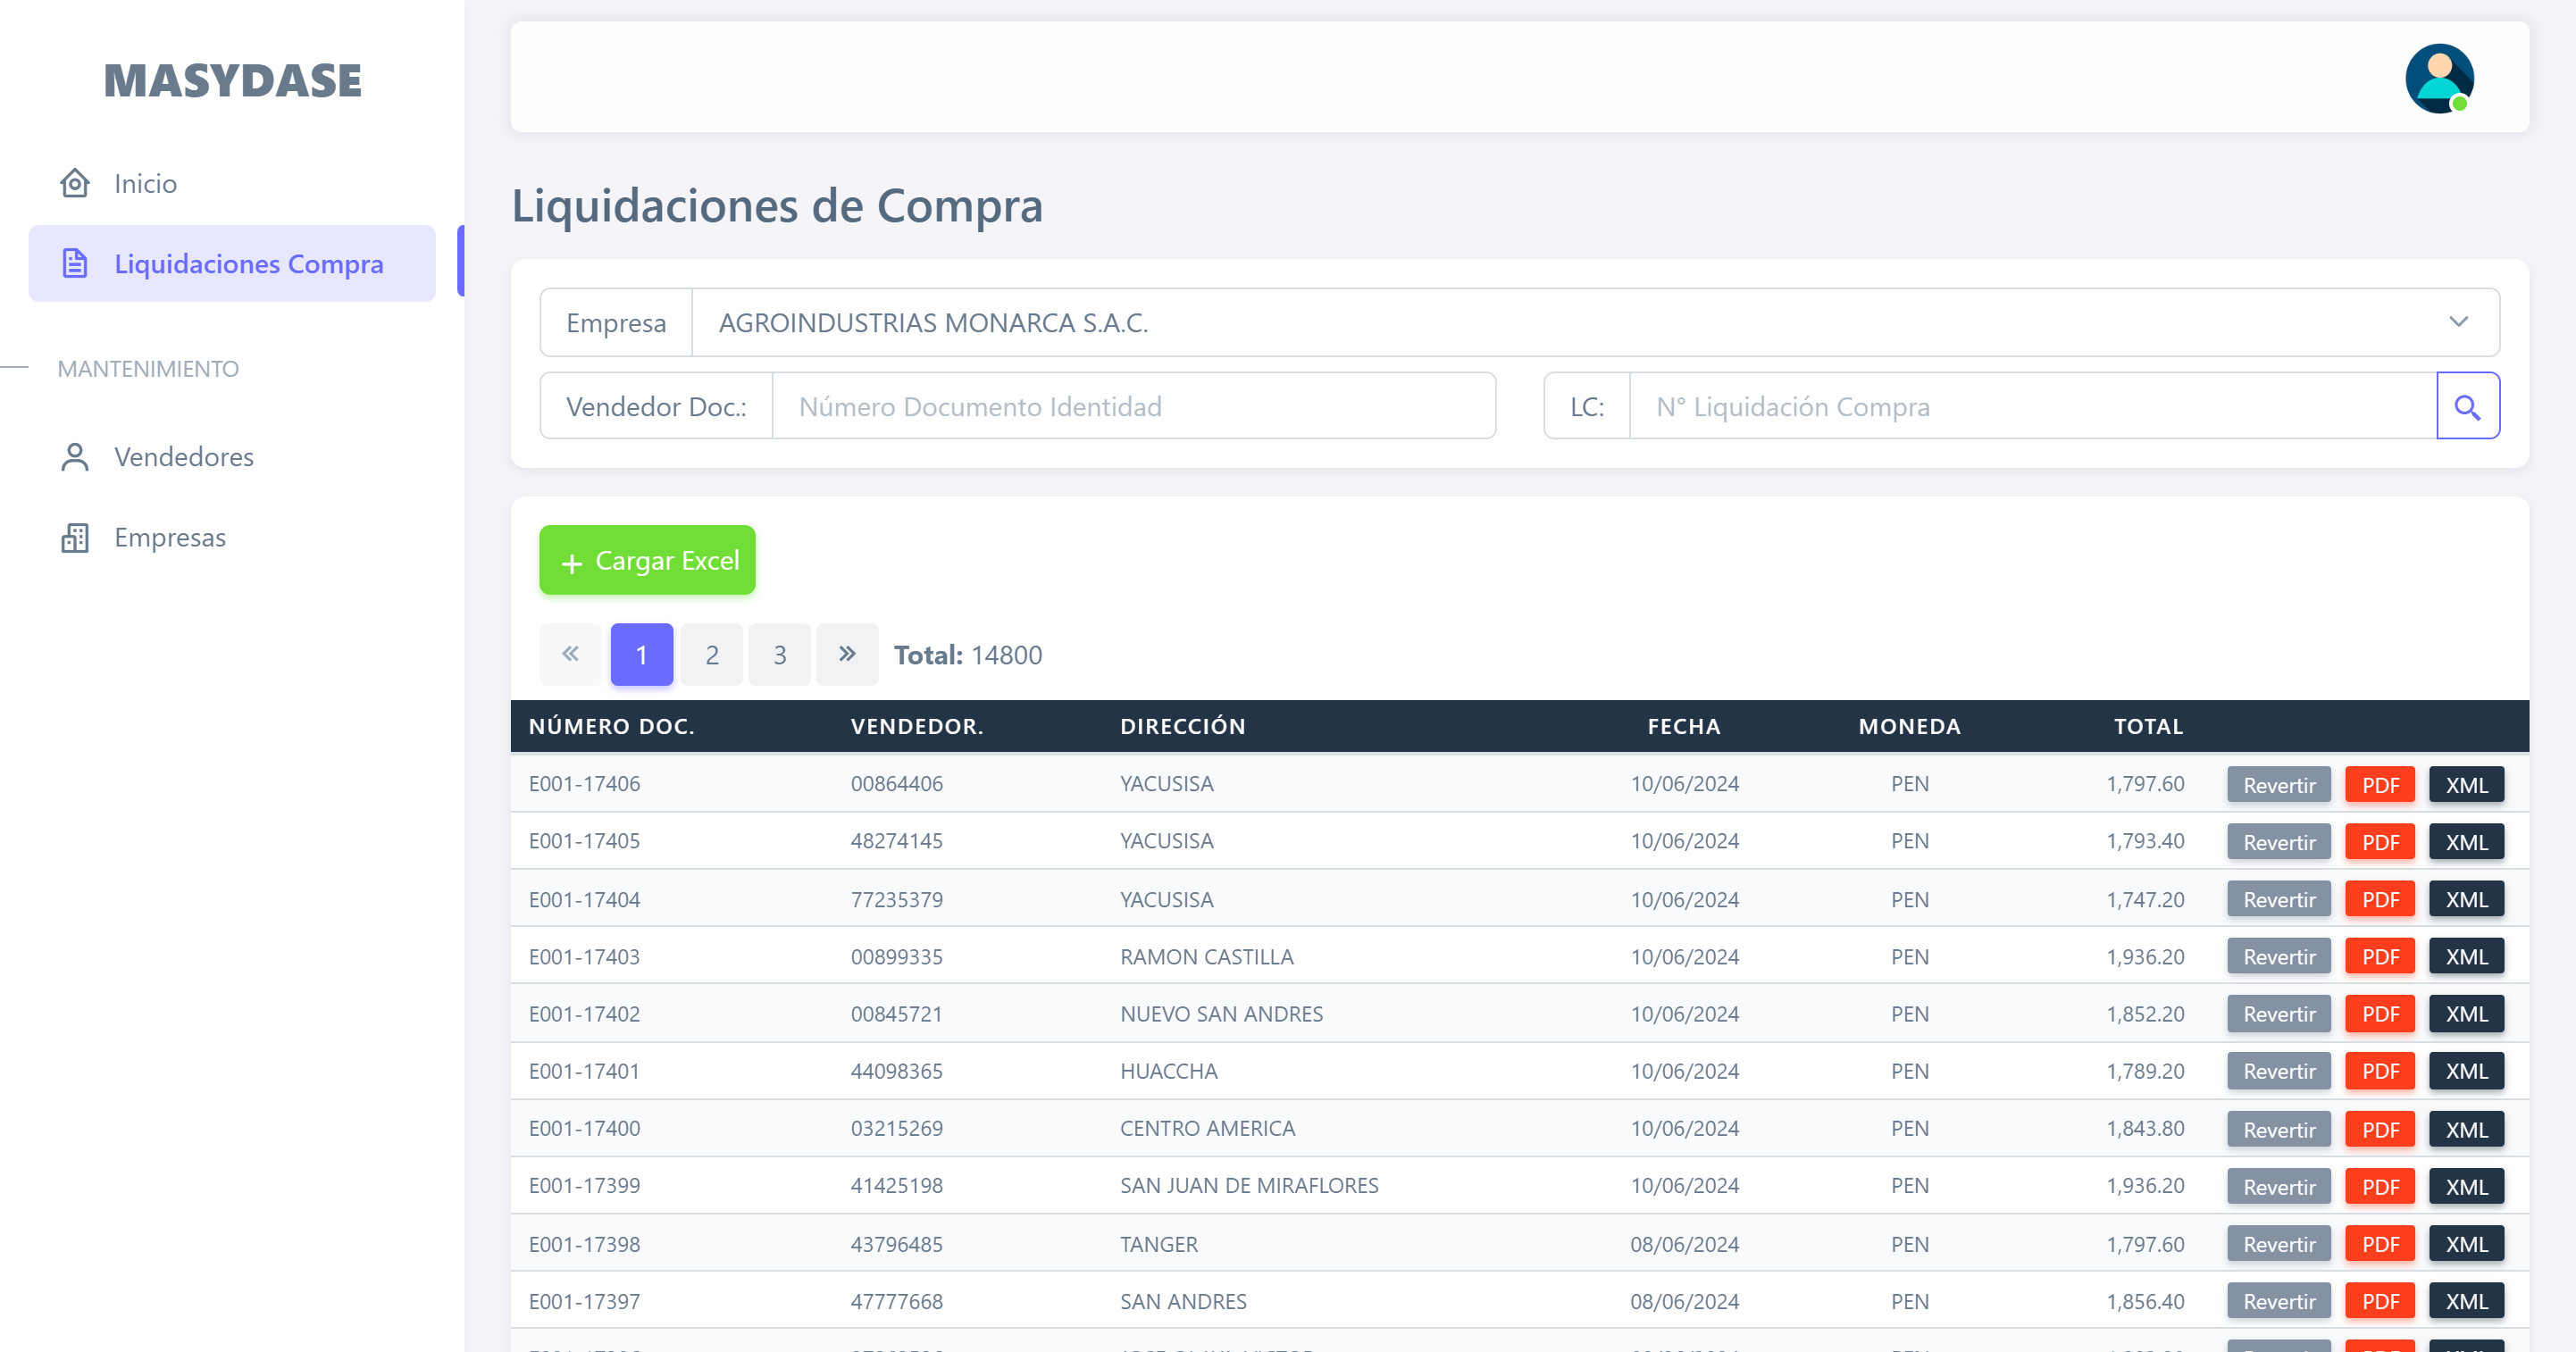 MASYDASE
Inicio
Liquidaciones Compra
MANTENIMIENTO
Vendedores
Empresas
Liquidaciones de Compra
Empresa AGROINDUSTRIAS MONARCA S.A.C.
Vendedor Doc.: Número Documento Identidad LC: N° Liquidación Compra
+ Cargar Excel
« 1 2 3 » Total: 14800
NÚMERO DOC. VENDEDOR. DIRECCIÓN FECHA MONEDA TOTAL
E001-17406 00864406 YACUSISA 10/06/2024 PEN 1,797.60 Revertir PDF XML
E001-17405 48274145 YACUSISA 10/06/2024 PEN 1,793.40 Revertir PDF XML
E001-17404 77235379 YACUSISA 10/06/2024 PEN 1,747.20 Revertir PDF XML
E001-17403 00899335 RAMON CASTILLA 10/06/2024 PEN 1,936.20 Revertir PDF XML
E001-17402 00845721 NUEVO SAN ANDRES 10/06/2024 PEN 1,852.20 Revertir PDF XML
E001-17401 44098365 HUACCHA 10/06/2024 PEN 1,789.20 Revertir PDF XML
E001-17400 03215269 CENTRO AMERICA 10/06/2024 PEN 1,843.80 Revertir PDF XML
E001-17399 41425198 SAN JUAN DE MIRAFLORES 10/06/2024 PEN 1,936.20 Revertir PDF XML
E001-17398 43796485 TANGER 08/06/2024 PEN 1,797.60 Revertir PDF XML
E001-17397 47777668 SAN ANDRES 08/06/2024 PEN 1,856.40 Revertir PDF XML